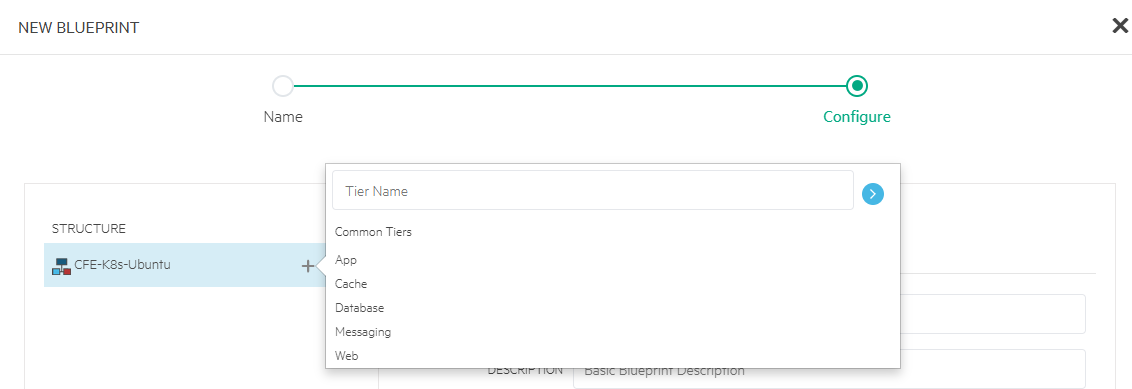 NEW BLUEPRINT
Name
Configure
Tier Name
STRUCTURE
Common Tiers
CFE-K8s-Ubuntu
App
Cache
Database
Messaging
Web
DESCRIPTION
Basic Blueprint Description